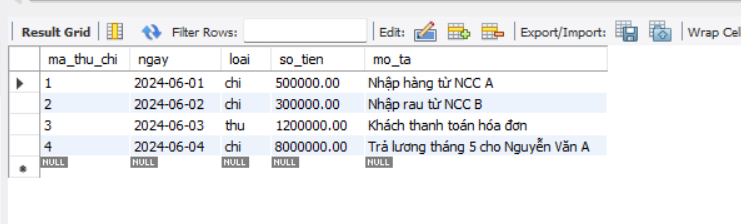 Result Grid Filter Rows: Edit: Export/Import: Wrap Cel
ma_thu_chi ngay loai so_tien mo_ta
1 2024-06-01 chi 500000.00 Nhập hàng từ NCC A
2 2024-06-02 chi 300000.00 Nhập rau từ NCC B
3 2024-06-03 thu 1200000.00 Khách thanh toán hóa đơn
4 2024-06-04 chi 8000000.00 Trả lương tháng 5 cho Nguyễn Văn A
NULL NULL NULL NULL NULL